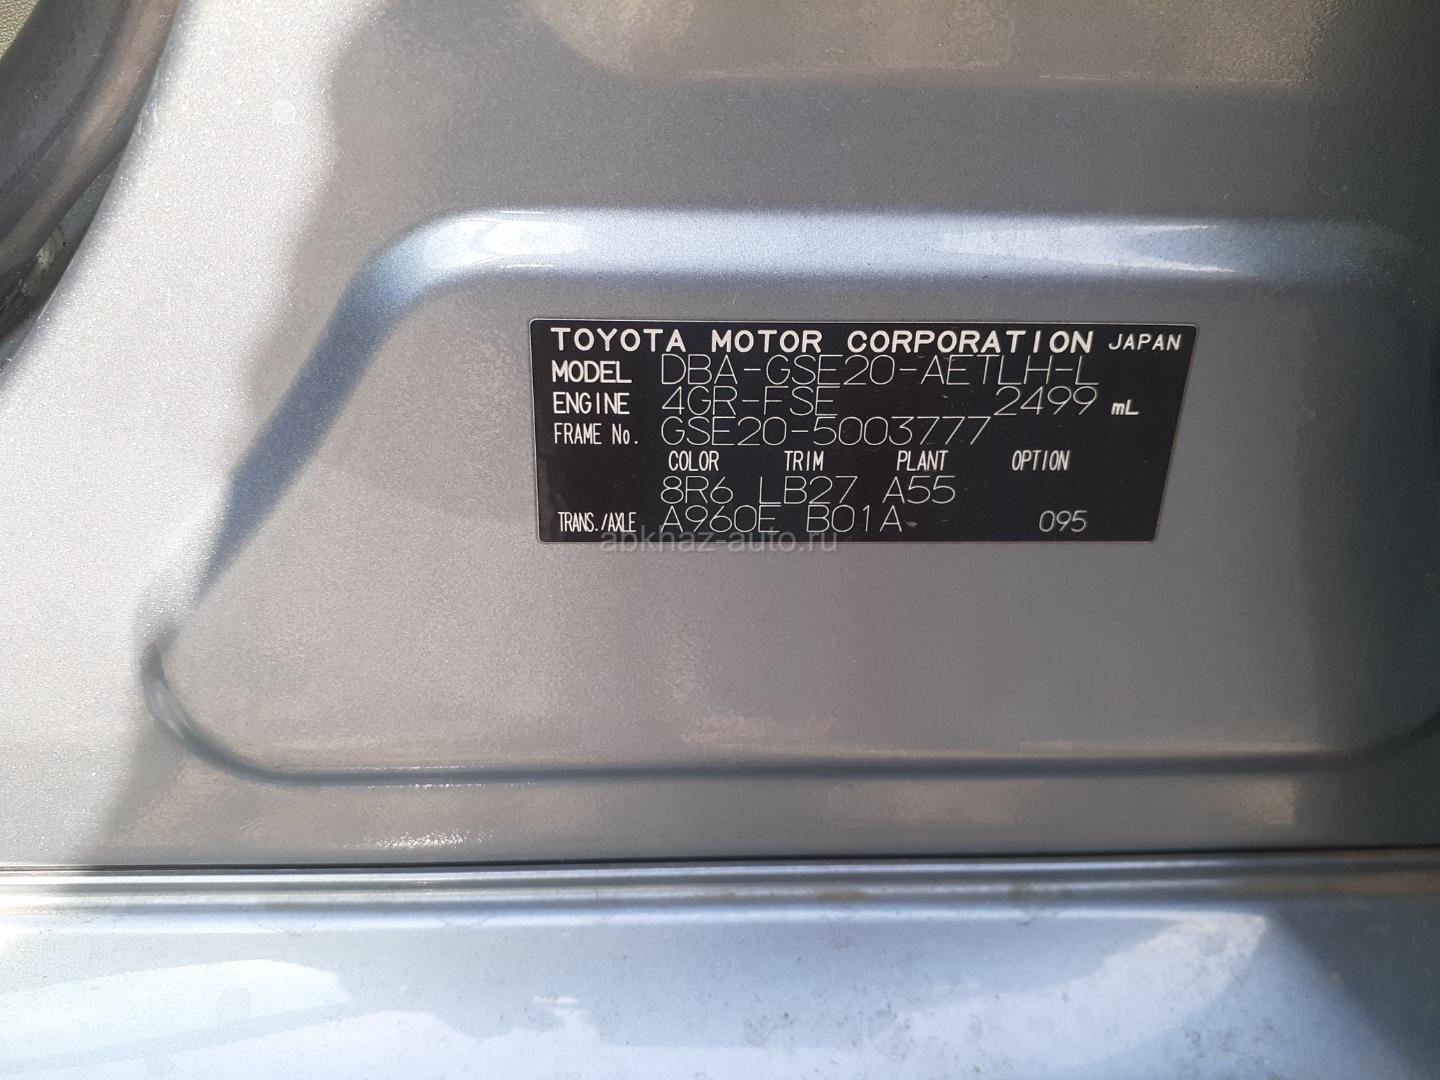 TOYOTA MOTOR CORPORATION JAPAN
MODEL DBA-GSE20-AETLH-L
ENGINE 4GR-FSE 2499 mL
FRAME No. GSE20-5003777
COLOR TRIM PLANT OPTION
8R6 LB27 A55
TRANS./AXLE A960E B01A 095
abkhaz-auto.ru